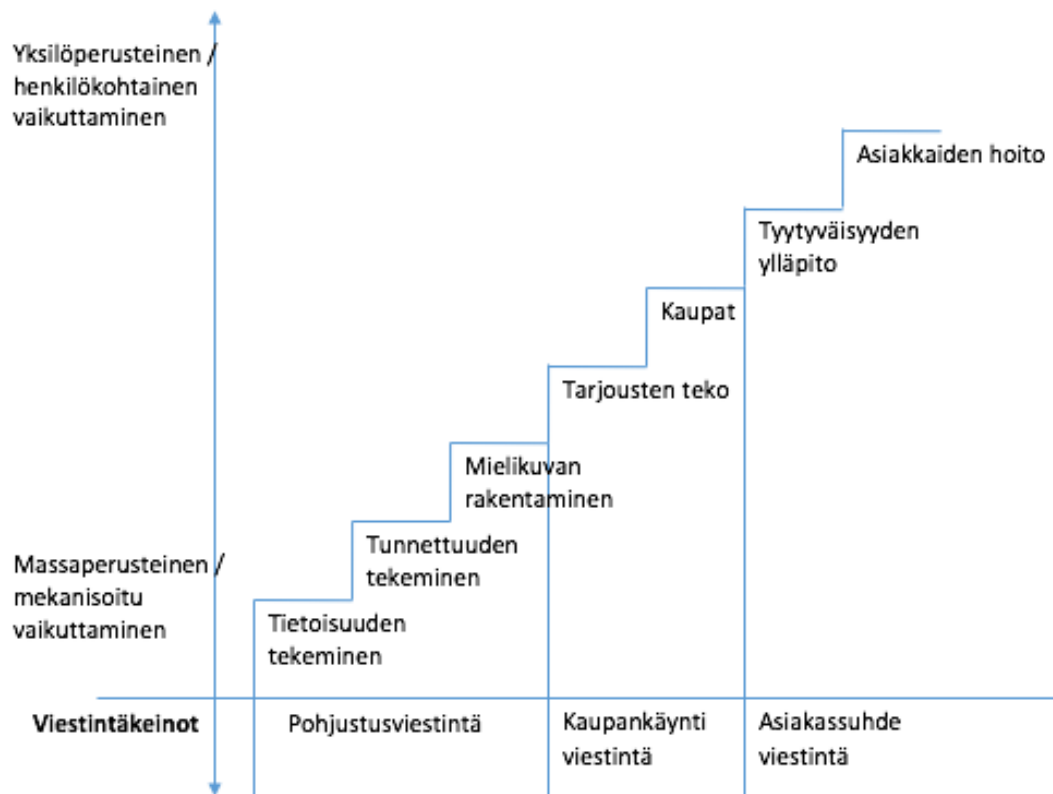 Yksilöperusteinen /
henkilökohtainen
vaikuttaminen
Asiakkaiden hoito
Tyytyväisyyden
ylläpito
Kaupat
Tarjousten teko
Mielikuvan
rakentaminen
Tunnettuuden
tekeminen
Massaperusteinen /
mekanisoitu
vaikuttaminen
Tietoisuuden
tekeminen
Viestintäkeinot
Pohjustusviestintä
Kaupankäynti
viestintä
Asiakassuhde
viestintä